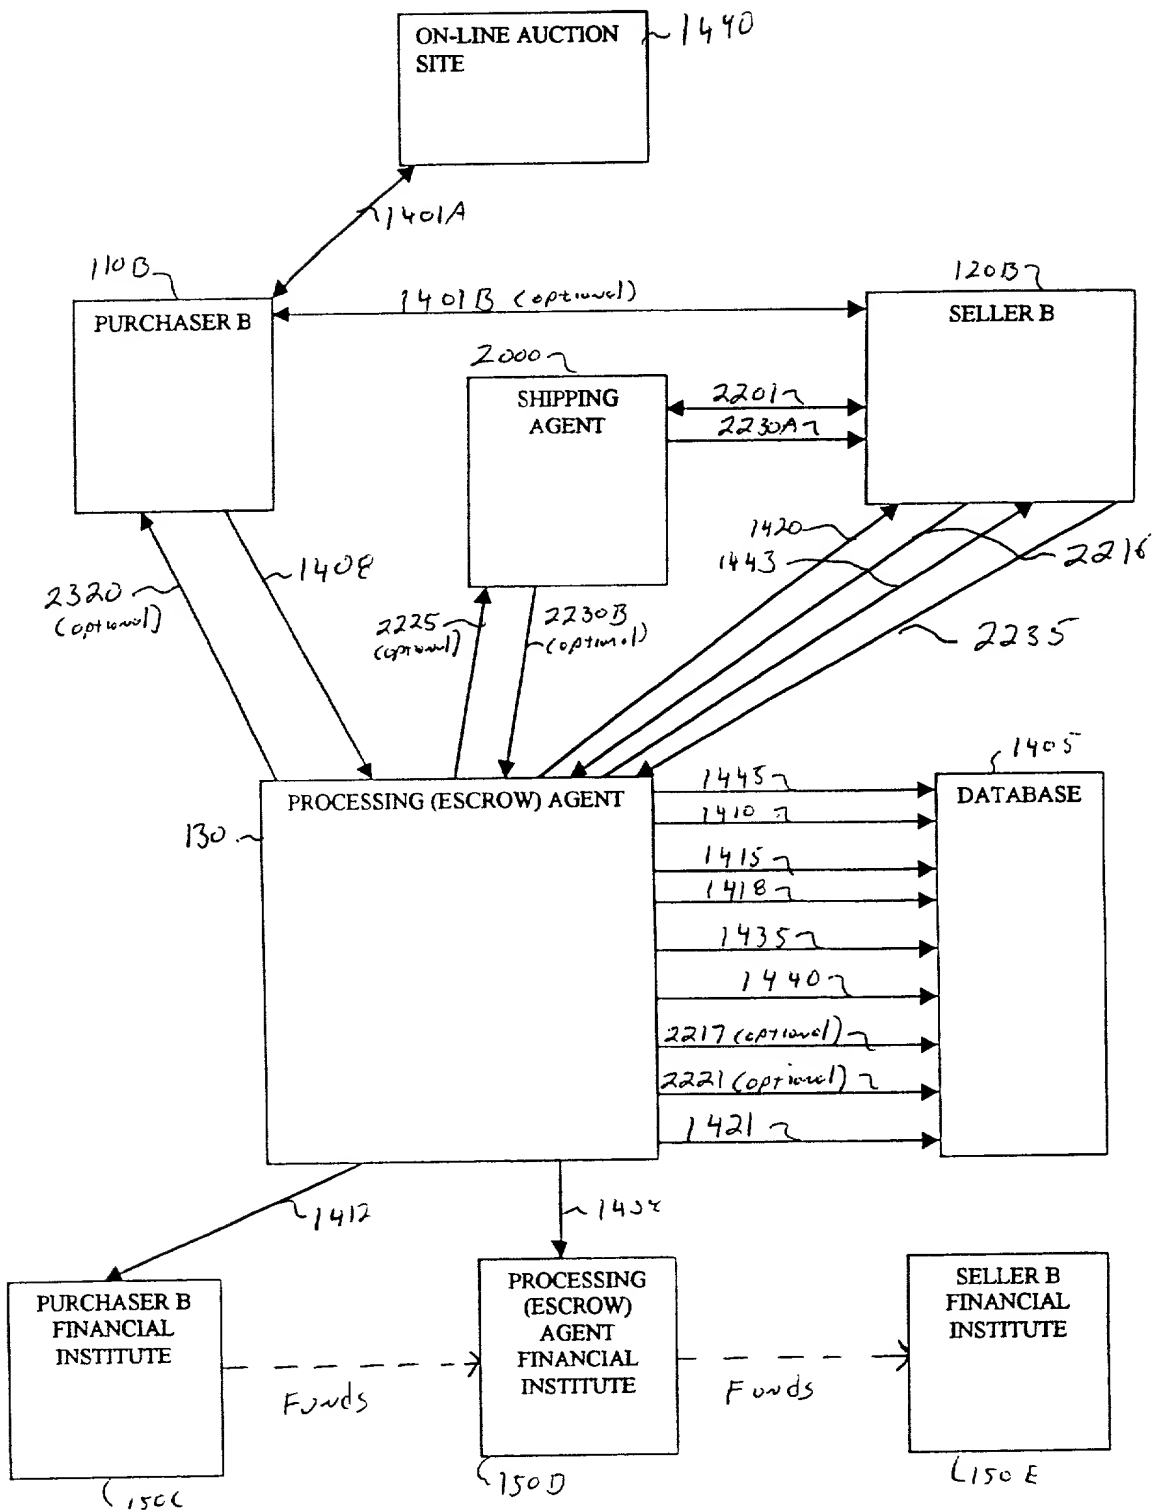 ON-LINE AUCTION
SITE
1440
1401A
110B
PURCHASER B
1401B (optional)
120B
SELLER B
2000
SHIPPING
AGENT
2201
2230A
1420
1443
2216
2235
2320
(optional)
1408
2225
(optional)
2230B
(optional)
PROCESSING (ESCROW) AGENT
130
1405
DATABASE
1445
1410
1415
1418
1435
1440
2217 (optional)
2221 (optional)
1421
1412
PURCHASER B
FINANCIAL
INSTITUTE
150C
Funds
PROCESSING
(ESCROW)
AGENT
FINANCIAL
INSTITUTE
150D
Funds
SELLER B
FINANCIAL
INSTITUTE
150E